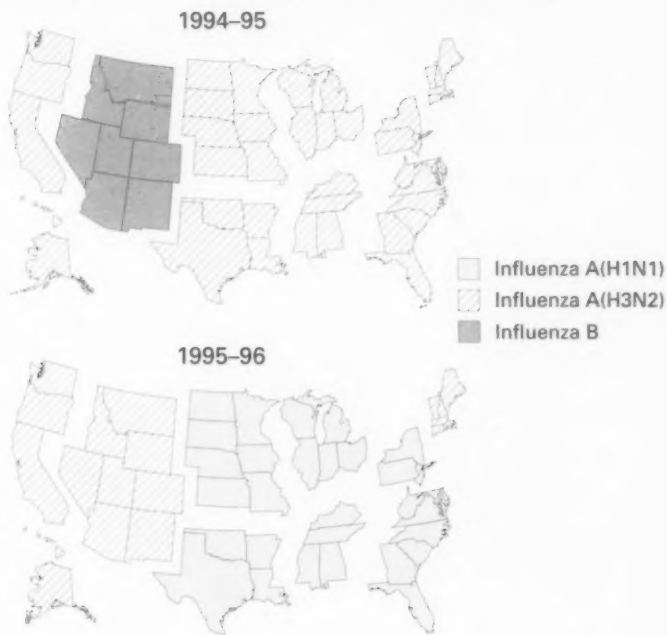 1994–95
Influenza A(H1N1)
Influenza A(H3N2)
Influenza B
1995–96